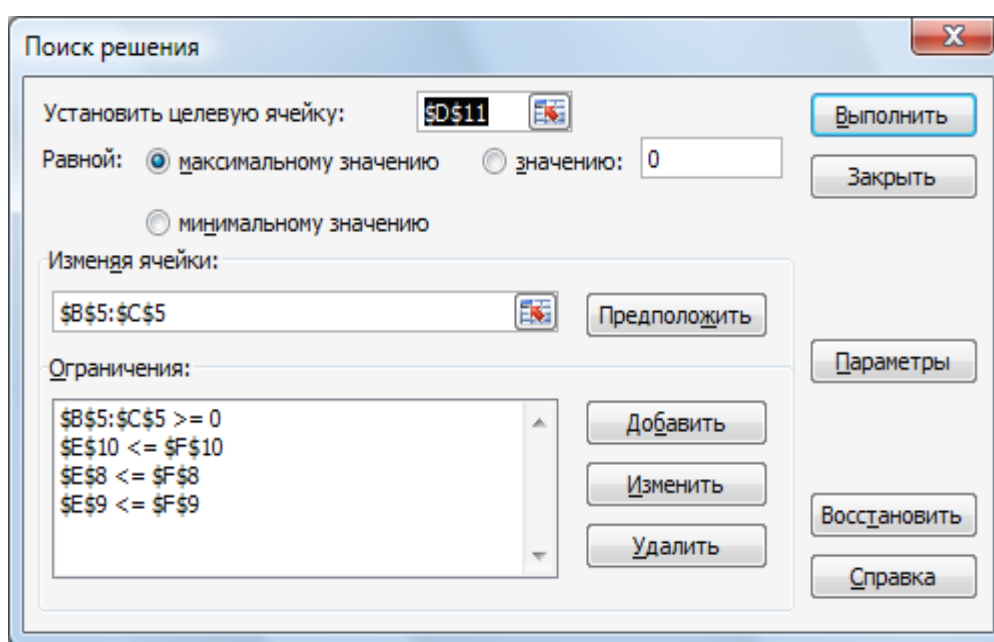 Поиск решения
Установить целевую ячейку: $D$11
Выполнить
Равной: максимальному значению значению: 0
Закрыть
минимальному значению
Изменяя ячейки:
$B$5:$C$5
Предположить
Ограничения:
Параметры
$B$5:$C$5 >= 0
$E$10 <= $F$10
$E$8 <= $F$8
$E$9 <= $F$9
Добавить
Изменить
Удалить
Восстановить
Справка